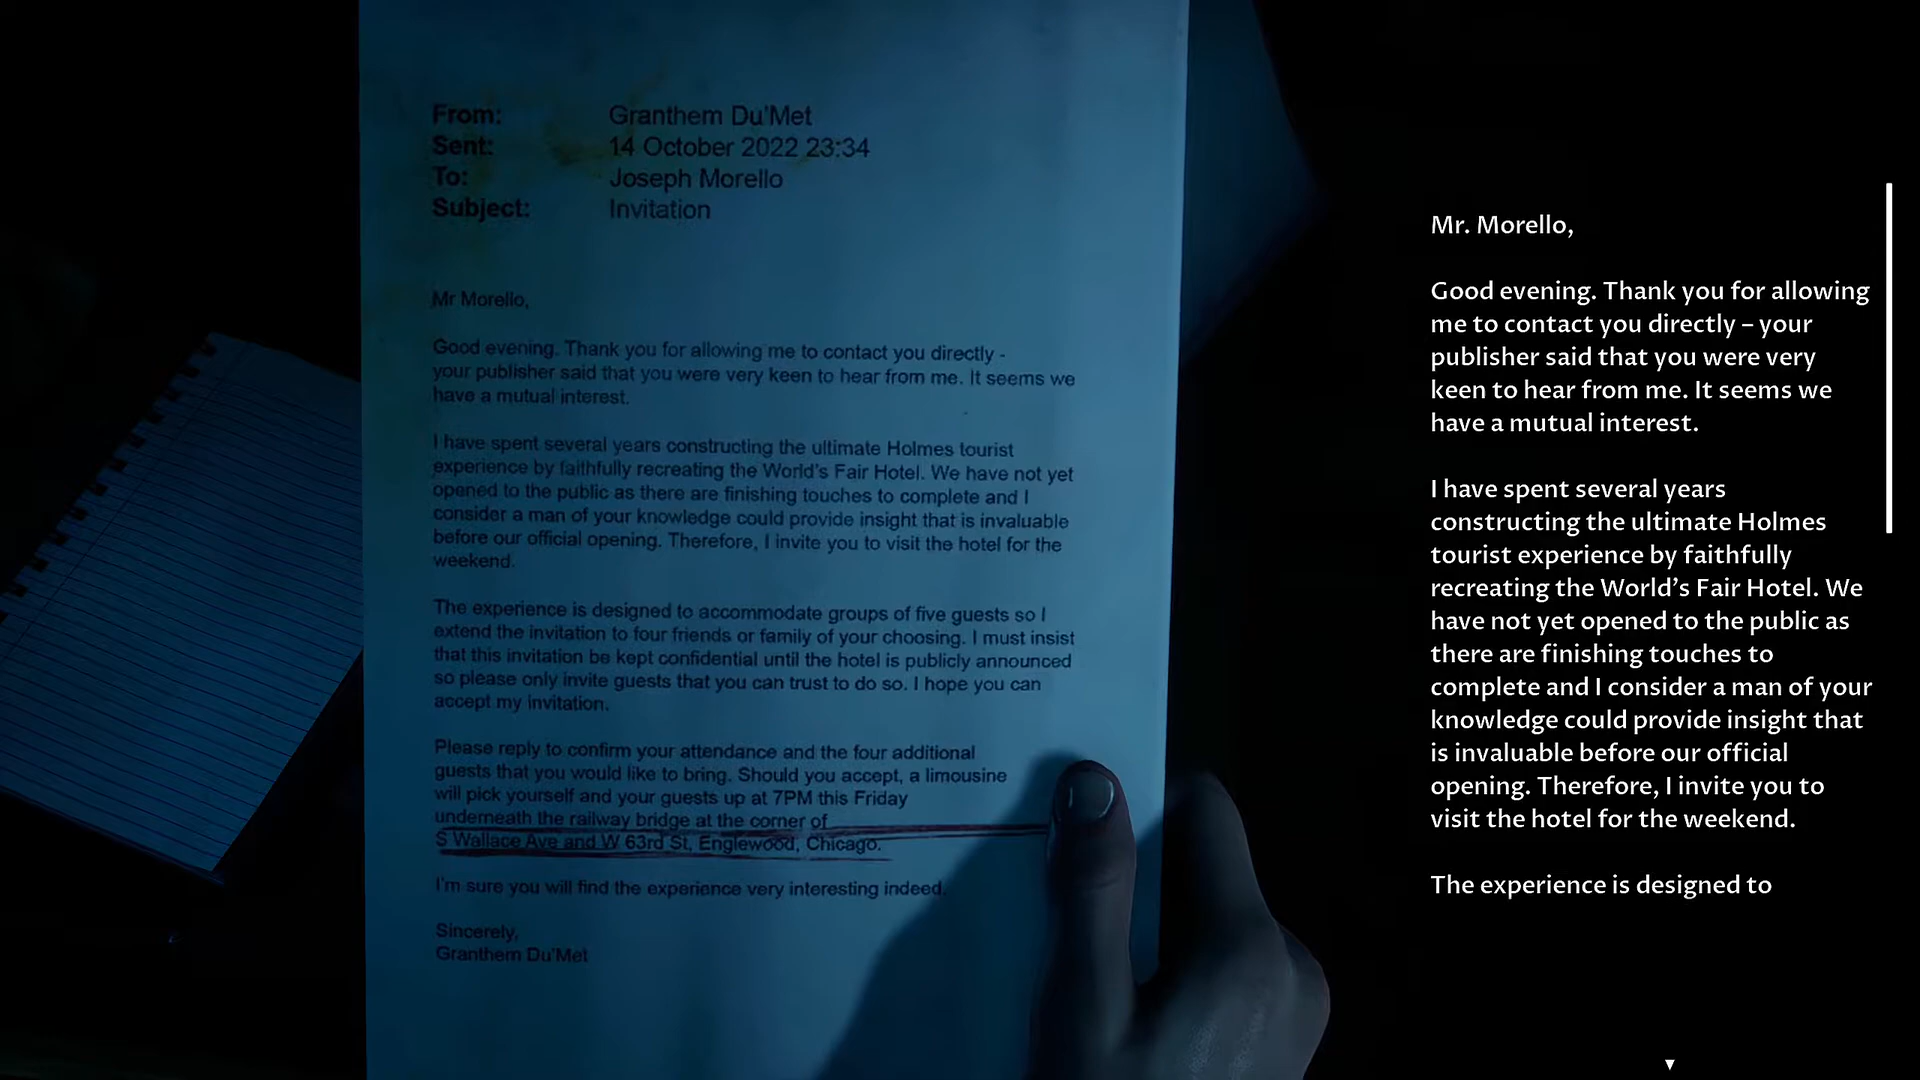 From: Granthem Du'Met
Sent: 14 October 2022 23:34
To: Joseph Morello
Subject: Invitation
Mr Morello,
Good evening. Thank you for allowing me to contact you directly -
your publisher said that you were very keen to hear from me. It seems we
have a mutual interest.
I have spent several years constructing the ultimate Holmes tourist
experience by faithfully recreating the World's Fair Hotel. We have not yet
opened to the public as there are finishing touches to complete and I
consider a man of your knowledge could provide insight that is invaluable
before our official opening. Therefore, I invite you to visit the hotel for the
weekend.
The experience is designed to accommodate groups of five guests so I
extend the invitation to four friends or family of your choosing. I must insist
that this invitation be kept confidential until the hotel is publicly announced
so please only invite guests that you can trust to do so. I hope you can
accept my invitation.
Please reply to confirm your attendance and the four additional
guests that you would like to bring. Should you accept, a limousine
will pick yourself and your guests up at 7PM this Friday
underneath the railway bridge at the corner of
S Wallace Ave and W 63rd St, Englewood, Chicago.
I'm sure you will find the experience very interesting indeed.
Sincerely,
Granthem Du'Met
Mr. Morello,
Good evening. Thank you for allowing
me to contact you directly – your
publisher said that you were very
keen to hear from me. It seems we
have a mutual interest.
I have spent several years
constructing the ultimate Holmes
tourist experience by faithfully
recreating the World's Fair Hotel. We
have not yet opened to the public as
there are finishing touches to
complete and I consider a man of your
knowledge could provide insight that
is invaluable before our official
opening. Therefore, I invite you to
visit the hotel for the weekend.
The experience is designed to